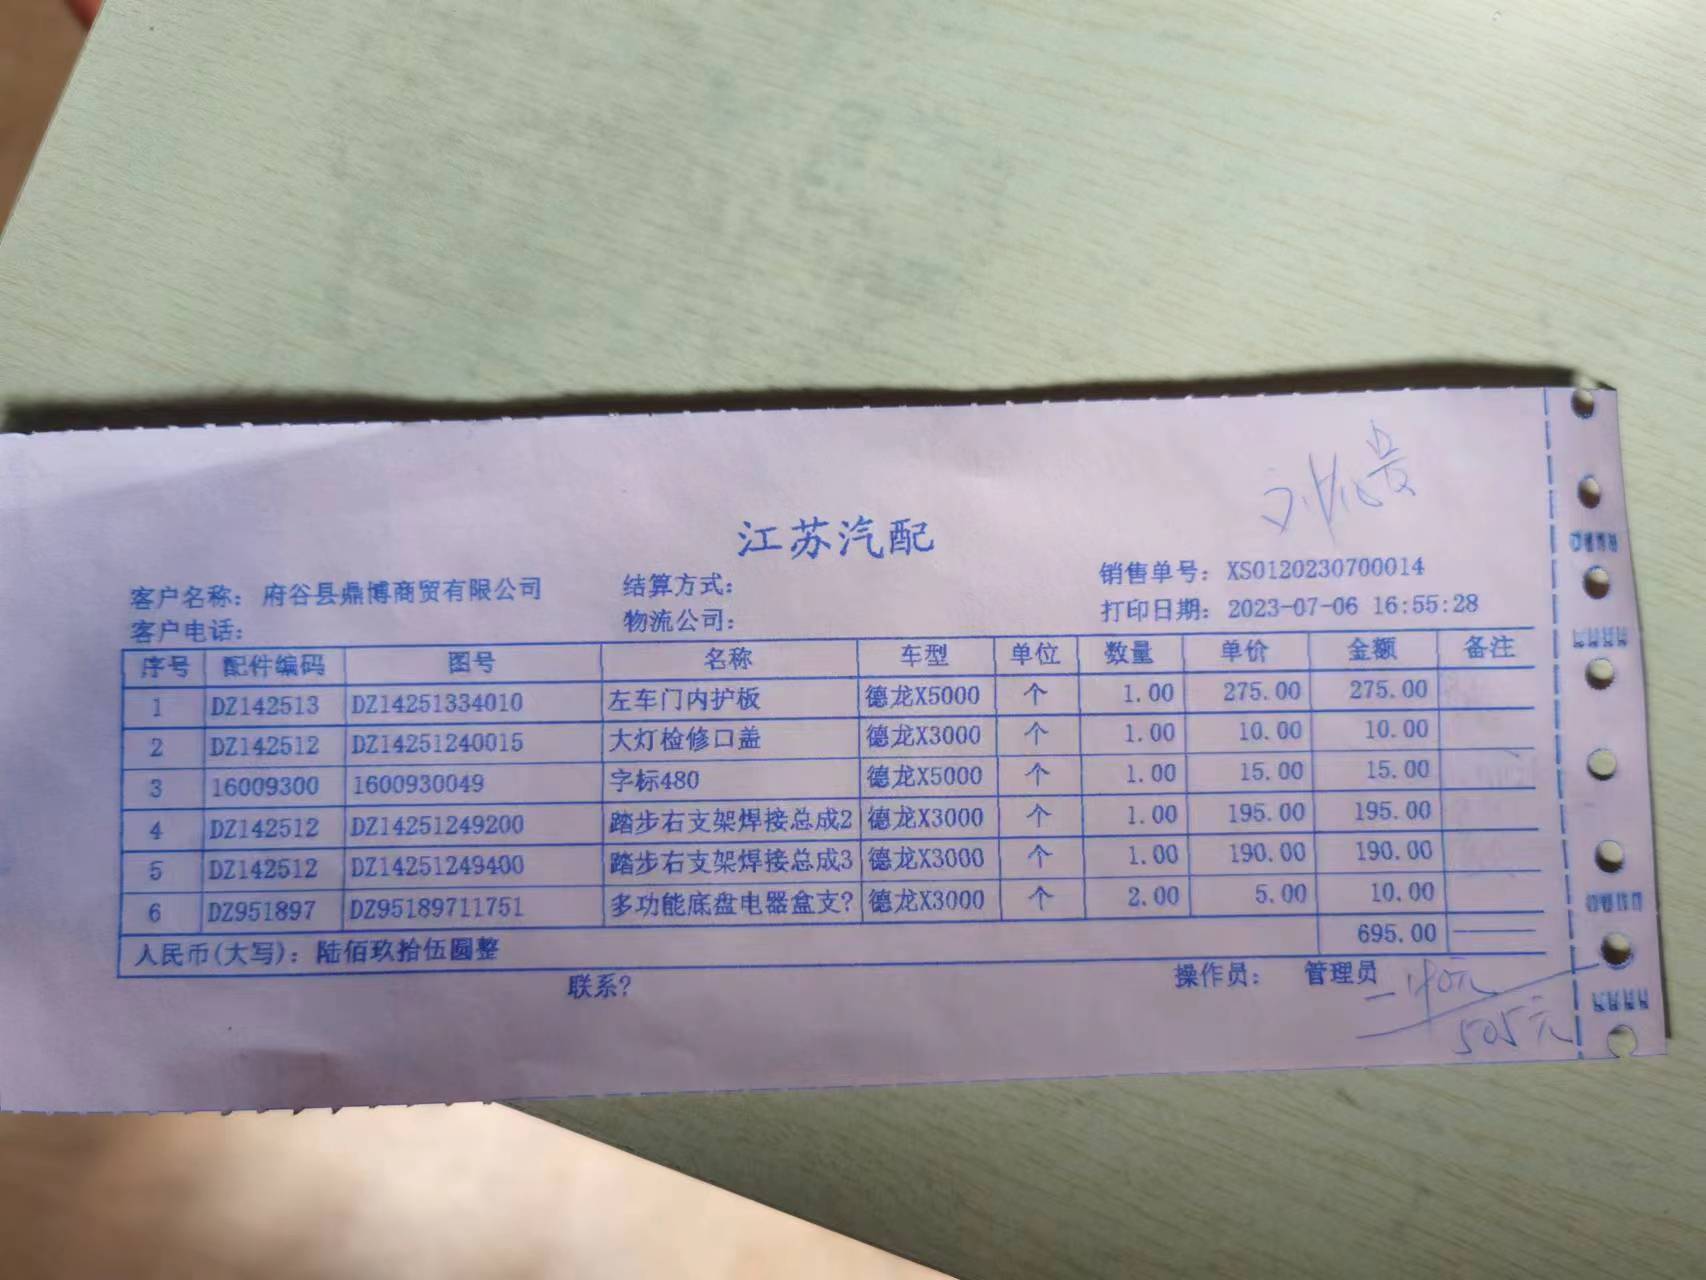 江苏汽配
客户名称: 府谷县鼎博商贸有限公司 结算方式: 销售单号: XS0120230700014
客户电话: 物流公司: 打印日期: 2023-07-06 16:55:28
序号 配件编码 图号 名称 车型 单位 数量 单价 金额 备注
1 DZ142513 DZ14251334010 左车门内护板 德龙X5000 个 1.00 275.00 275.00
2 DZ142512 DZ14251240015 大灯检修口盖 德龙X3000 个 1.00 10.00 10.00
3 16009300 1600930049 字标480 德龙X5000 个 1.00 15.00 15.00
4 DZ142512 DZ14251249200 踏步右支架焊接总成2 德龙X3000 个 1.00 195.00 195.00
5 DZ142512 DZ14251249400 踏步右支架焊接总成3 德龙X3000 个 1.00 190.00 190.00
6 DZ951897 DZ95189711751 多功能底盘电器盒支? 德龙X3000 个 2.00 5.00 10.00
人民币(大写): 陆佰玖拾伍圆整 695.00
联系? 操作员: 管理员
505元